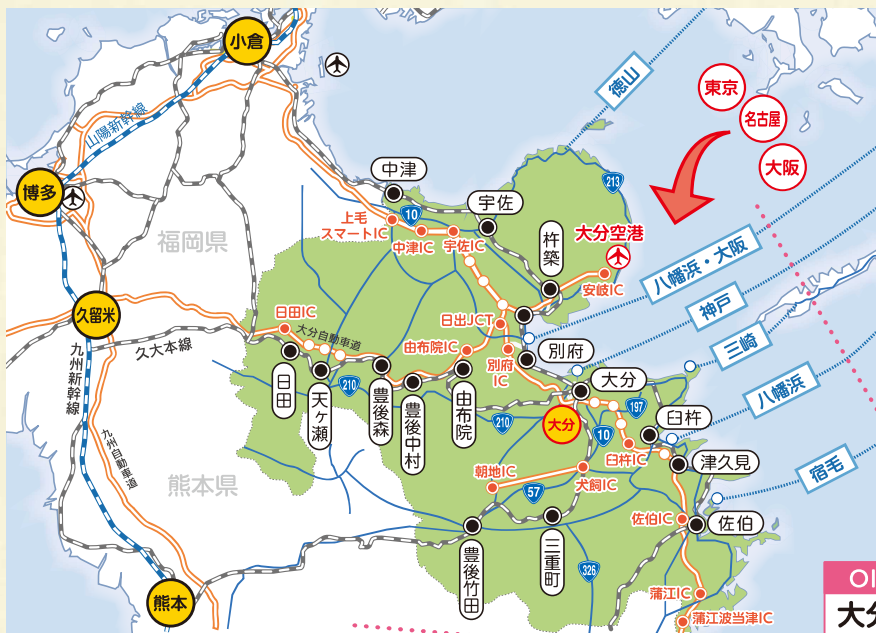 小倉
徳山
東京
名古屋
大阪
山陽新幹線
博多
中津
213
宇佐
10
上毛
スマートIC
中津IC
宇佐IC
福岡県
杵築
大分空港
安岐IC
八幡浜・大阪
神戸
三崎
八幡浜
宿毛
久留米
日田IC
大分自動車道
日出JCT
久大本線
九州新幹線
由布院IC
別府
IC
別府
日田
天ヶ瀬
210
豊後森
豊後中村
由布院
210
大分
大分
197
臼杵
10
臼杵IC
津久見
九州自動車道
熊本県
朝地IC
57
犬飼IC
佐伯IC
佐伯
豊後竹田
三重町
326
熊本
蒲江IC
蒲江波当津IC
OI
大分